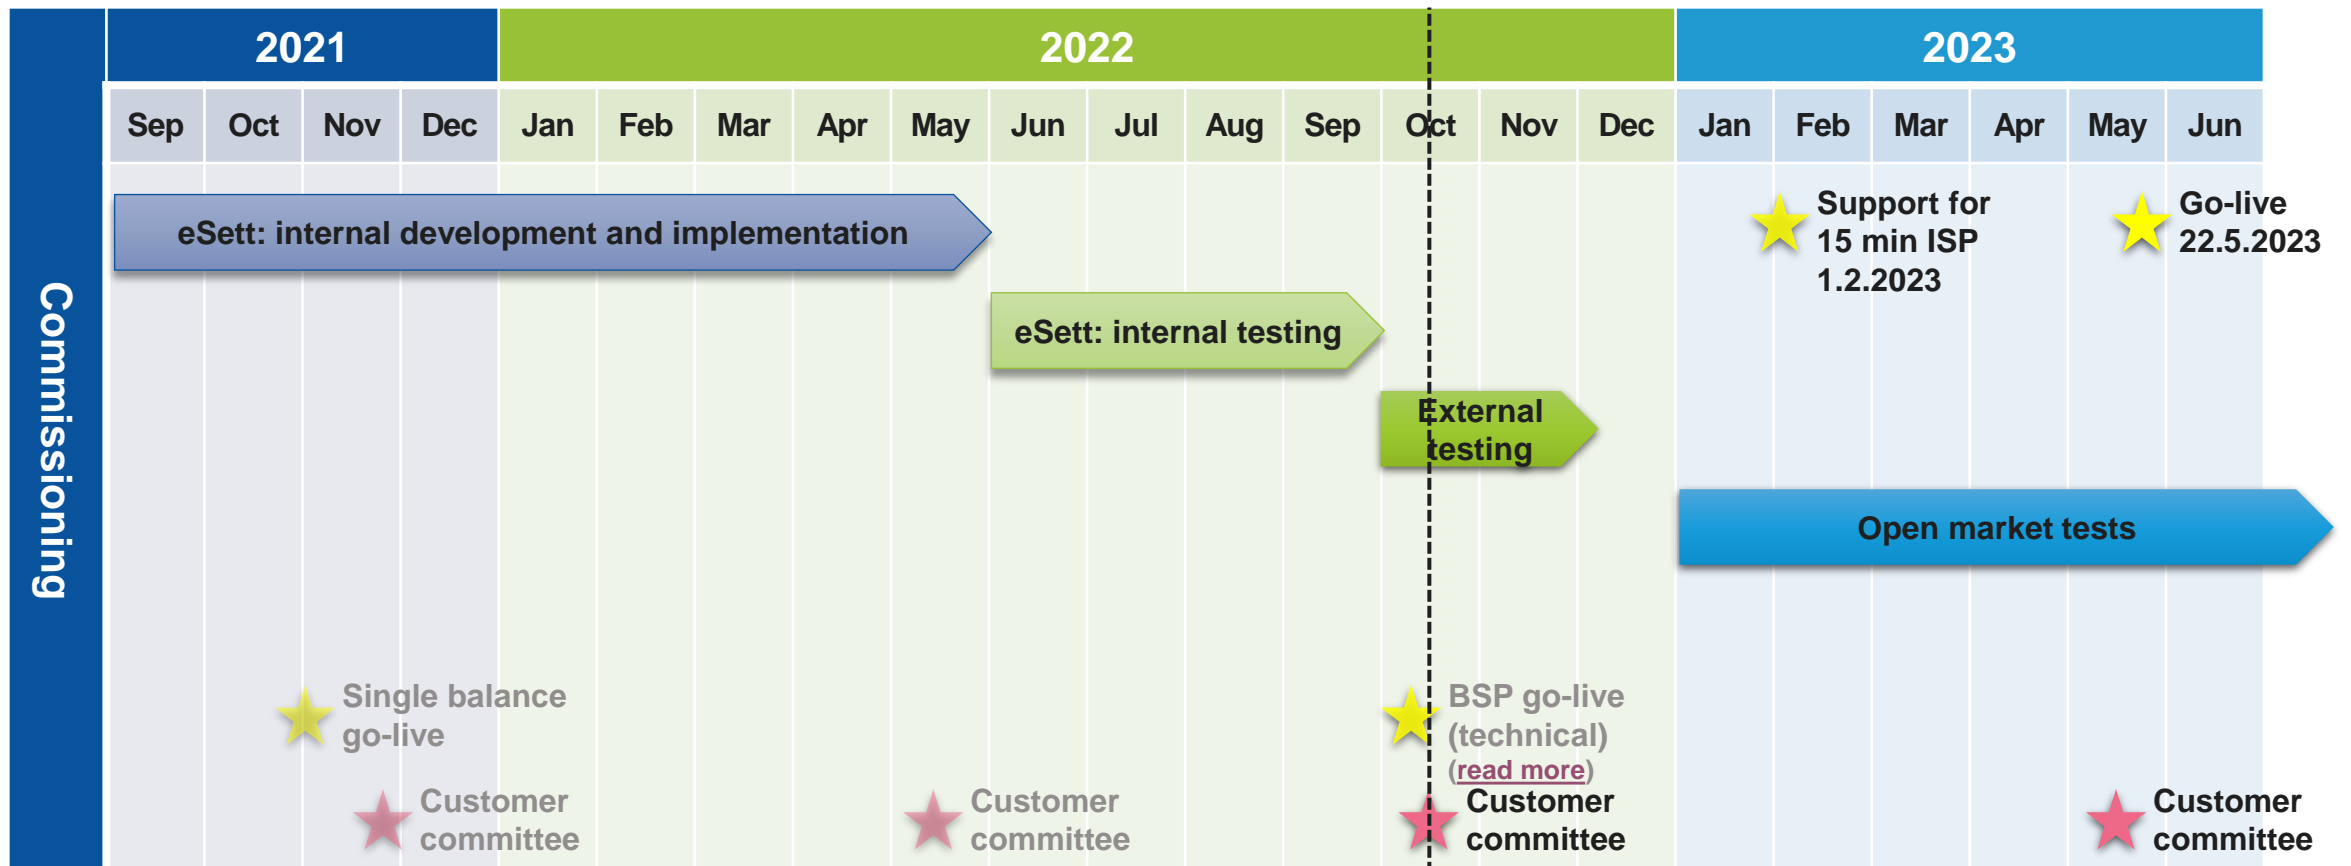 2021
2022
2023
Sep Oct Nov Dec Jan Feb Mar Apr May Jun Jul Aug Sep Oct Nov Dec Jan Feb Mar Apr May Jun
Commissioning
eSett: internal development and implementation
Support for
15 min ISP
1.2.2023
Go-live
22.5.2023
eSett: internal testing
External
testing
Open market tests
Single balance
go-live
BSP go-live
(technical)
(read more)
Customer
committee
Customer
committee
Customer
committee
Customer
committee